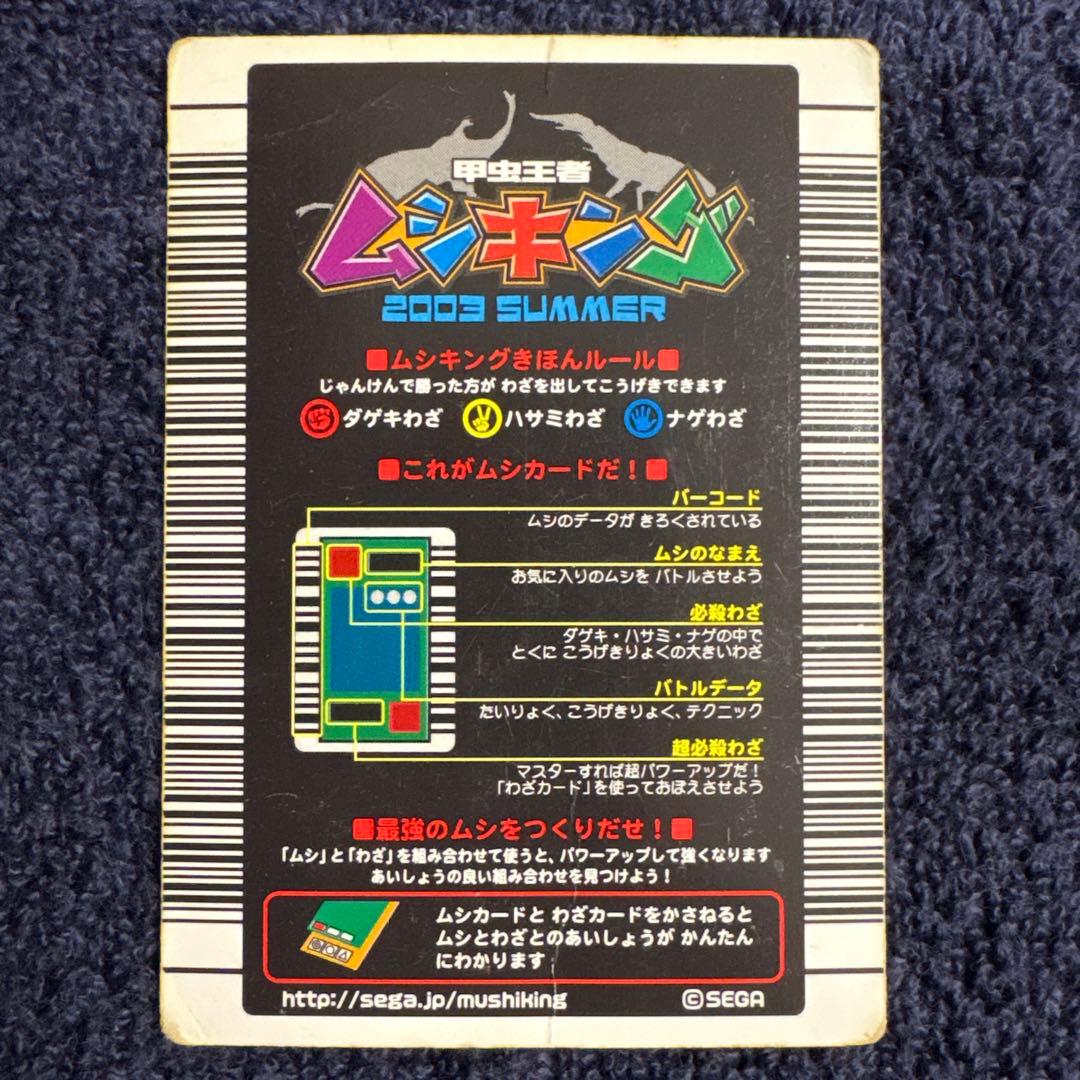 甲虫王者
ムシキング
2003 SUMMER
■ムシキングきほんルール■
じゃんけんで勝った方が わざを出してこうげきできます
ダゲキわざ ハサミわざ ナゲわざ
■これがムシカードだ！■
バーコード
ムシのデータが きろくされている
ムシのなまえ
お気に入りのムシを バトルさせよう
必殺わざ
ダゲキ・ハサミ・ナゲの中で
とくに こうげきりょくの大きいわざ
バトルデータ
たいりょく、こうげきりょく、テクニック
超必殺わざ
マスターすれば超パワーアップだ！
「わざカード」を使っておぼえさせよう
■最強のムシをつくりだせ！■
「ムシ」と「わざ」を組み合わせて使うと、パワーアップして強くなります
あいしょうの良い組み合わせを見つけよう！
ムシカードと わざカードをかさねると
ムシとわざとのあいしょうが かんたん
にわかります
http://sega.jp/mushiking ©SEGA